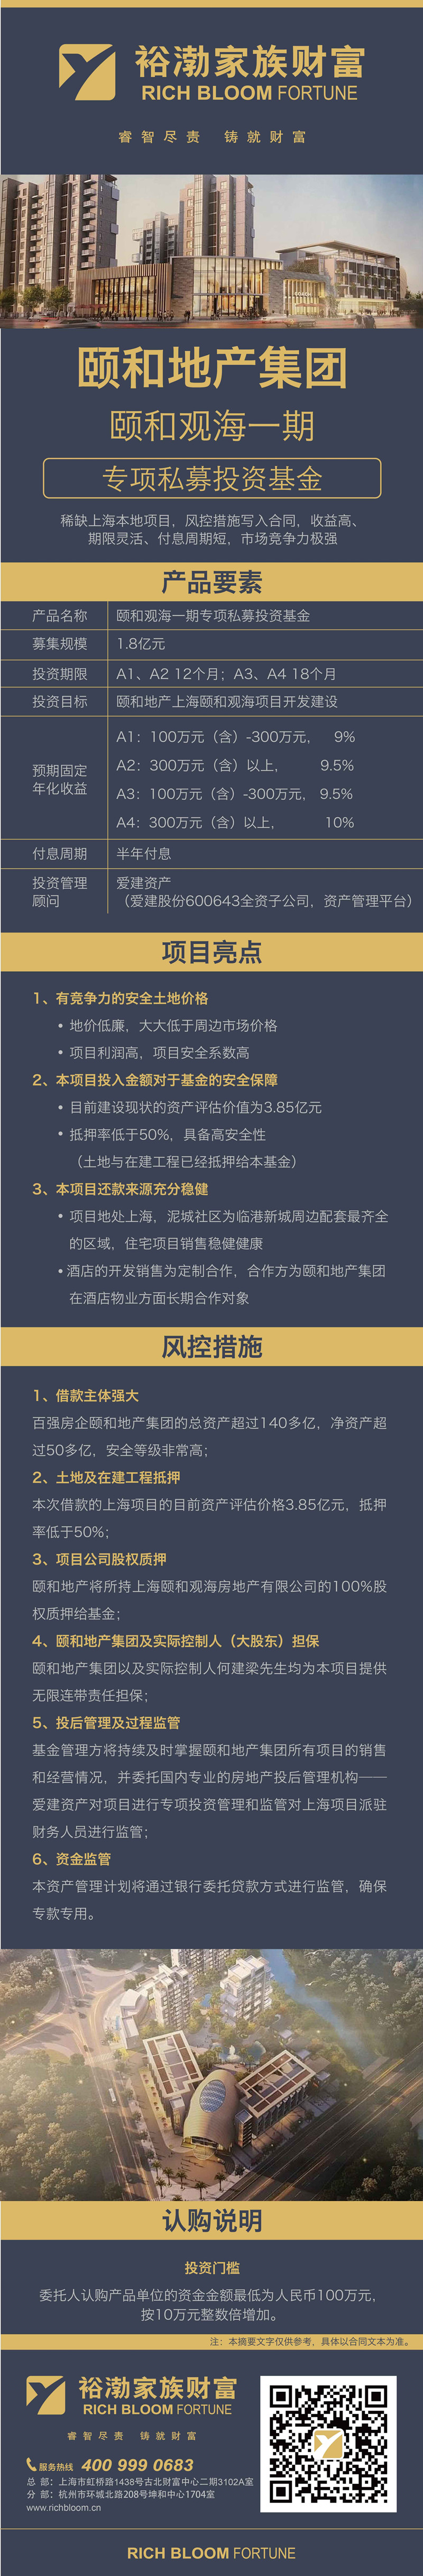 裕渤家族财富
RICH BLOOM FORTUNE
睿智尽责 铸就财富
颐和地产集团
颐和观海一期
专项私募投资基金
稀缺上海本地项目，风控措施写入合同，收益高、
期限灵活、付息周期短，市场竞争力极强
产品要素
产品名称 颐和观海一期专项私募投资基金
募集规模 1.8亿元
投资期限 A1、A2 12个月；A3、A4 18个月
投资目标 颐和地产上海颐和观海项目开发建设
预期固定
年化收益
A1：100万元（含）-300万元， 9%
A2：300万元（含）以上， 9.5%
A3：100万元（含）-300万元， 9.5%
A4：300万元（含）以上， 10%
付息周期 半年付息
投资管理
顾问
爱建资产
（爱建股份600643全资子公司，资产管理平台）
项目亮点
1、有竞争力的安全土地价格
• 地价低廉，大大低于周边市场价格
• 项目利润高，项目安全系数高
2、本项目投入金额对于基金的安全保障
• 目前建设现状的资产评估价值为3.85亿元
• 抵押率低于50%，具备高安全性
（土地与在建工程已经抵押给本基金）
3、本项目还款来源充分稳健
• 项目地处上海，泥城社区为临港新城周边配套最齐全
的区域，住宅项目销售稳健健康
• 酒店的开发销售为定制合作，合作方为颐和地产集团
在酒店物业方面长期合作对象
风控措施
1、借款主体强大
百强房企颐和地产集团的总资产超过140多亿，净资产超
过50多亿，安全等级非常高；
2、土地及在建工程抵押
本次借款的上海项目的目前资产评估价格3.85亿元，抵押
率低于50%；
3、项目公司股权质押
颐和地产将所持上海颐和观海房地产有限公司的100%股
权质押给基金；
4、颐和地产集团及实际控制人（大股东）担保
颐和地产集团以及实际控制人何建梁先生均为本项目提供
无限连带责任担保；
5、投后管理及过程监管
基金管理方将持续及时掌握颐和地产集团所有项目的销售
和经营情况，并委托国内专业的房地产投后管理机构——
爱建资产对项目进行专项投资管理和监管对上海项目派驻
财务人员进行监管；
6、资金监管
本资产管理计划将通过银行委托贷款方式进行监管，确保
专款专用。
认购说明
投资门槛
委托人认购产品单位的资金金额最低为人民币100万元，
按10万元整数倍增加。
注：本摘要文字仅供参考，具体以合同文本为准。
裕渤家族财富
RICH BLOOM FORTUNE
睿智尽责 铸就财富
服务热线 400 999 0683
总 部：上海市虹桥路1438号古北财富中心二期3102A室
分 部：杭州市环城北路208号坤和中心1704室
www.richbloom.cn
RICH BLOOM FORTUNE